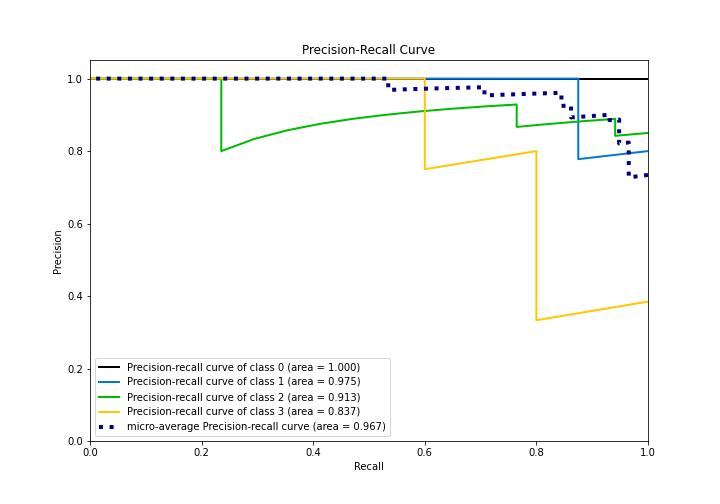 Precision-Recall Curve
1.0
0.8
0.6
0.4
0.2
0.0
Precision
Precision-recall curve of class 0 (area = 1.000)
Precision-recall curve of class 1 (area = 0.975)
Precision-recall curve of class 2 (area = 0.913)
Precision-recall curve of class 3 (area = 0.837)
micro-average Precision-recall curve (area = 0.967)
0.0 0.2 0.4 0.6 0.8 1.0
Recall